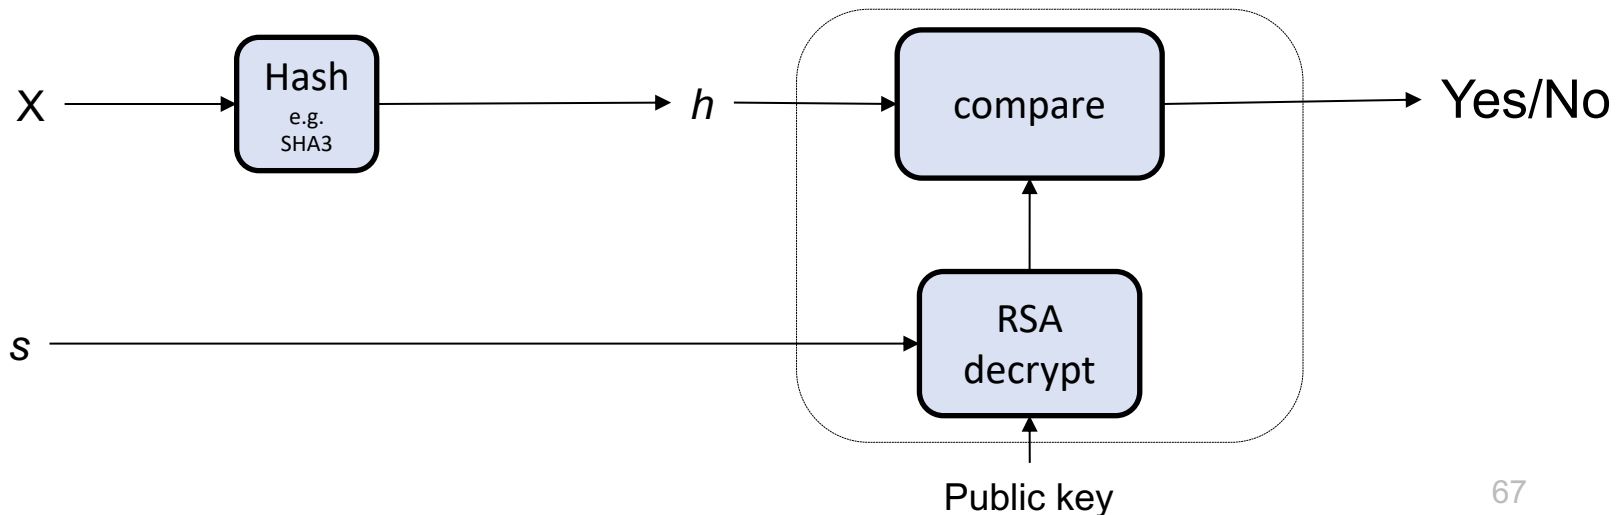 X
Hash
e.g.
SHA3
h
compare
Yes/No
s
RSA
decrypt
Public key
67